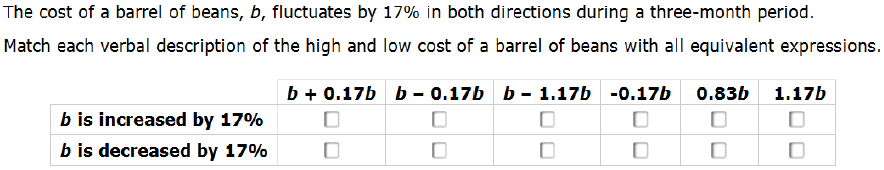 The cost of a barrel of beans, b, fluctuates by 17% in both directions during a three-month period.
Match each verbal description of the high and low cost of a barrel of beans with all equivalent expressions.
b + 0.17b b – 0.17b b – 1.17b -0.17b 0.83b 1.17b
b is increased by 17%
b is decreased by 17%